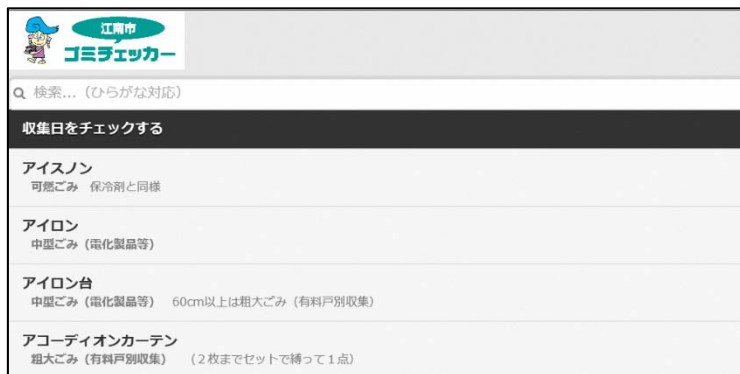 江南市
ゴミチェッカー
検索...（ひらがな対応）
収集日をチェックする
アイスノン
可燃ごみ　保冷剤と同様
アイロン
中型ごみ（電化製品等）
アイロン台
中型ごみ（電化製品等）　60cm以上は粗大ごみ（有料戸別収集）
アコーディオンカーテン
粗大ごみ（有料戸別収集）　（２枚までセットで縛って１点）